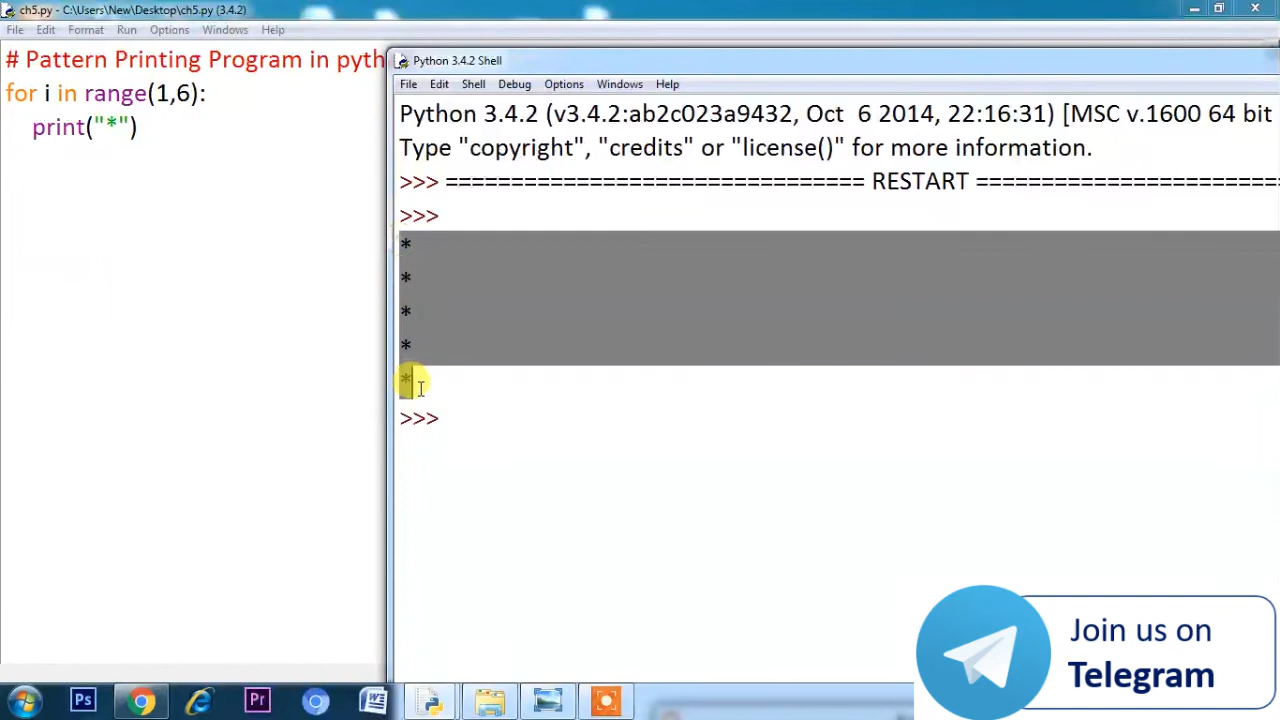 ch5.py - C:\Users\New\Desktop\ch5.py (3.4.2)
File Edit Format Run Options Windows Help
# Pattern Printing Program in pyth
for i in range(1,6):
    print("*")
Python 3.4.2 Shell
File Edit Shell Debug Options Windows Help
Python 3.4.2 (v3.4.2:ab2c023a9432, Oct  6 2014, 22:16:31) [MSC v.1600 64 bit
Type "copyright", "credits" or "license()" for more information.
>>> ================================ RESTART =======================
>>>
*
*
*
*
*
>>>
Join us on
Telegram
Ps
Pr
W